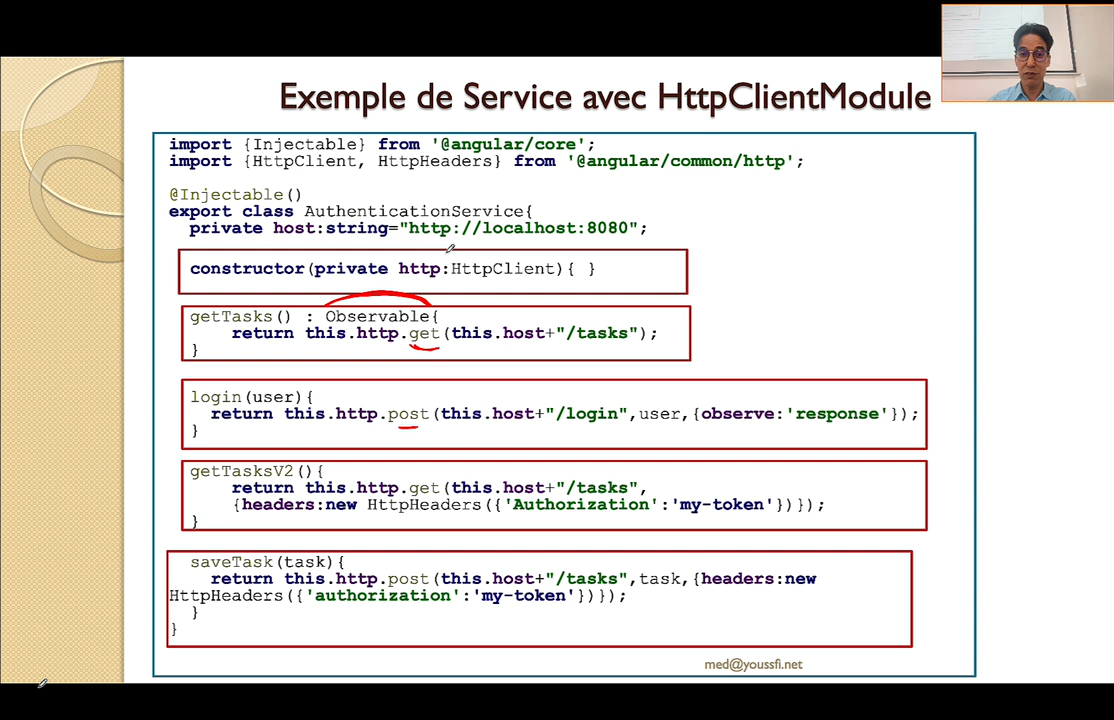 Exemple de Service avec HttpClientModule
import {Injectable} from '@angular/core';
import {HttpClient, HttpHeaders} from '@angular/common/http';
@Injectable()
export class AuthenticationService{
private host:string="http://localhost:8080";
constructor(private http:HttpClient){ }
getTasks() : Observable{
return this.http.get(this.host+"/tasks");
}
login(user){
return this.http.post(this.host+"/login",user,{observe:'response'});
}
getTasksV2(){
return this.http.get(this.host+"/tasks",
{headers:new HttpHeaders({'Authorization':'my-token'})});
}
saveTask(task){
return this.http.post(this.host+"/tasks",task,{headers:new
HttpHeaders({'authorization':'my-token'})});
}
}
med@youssfi.net